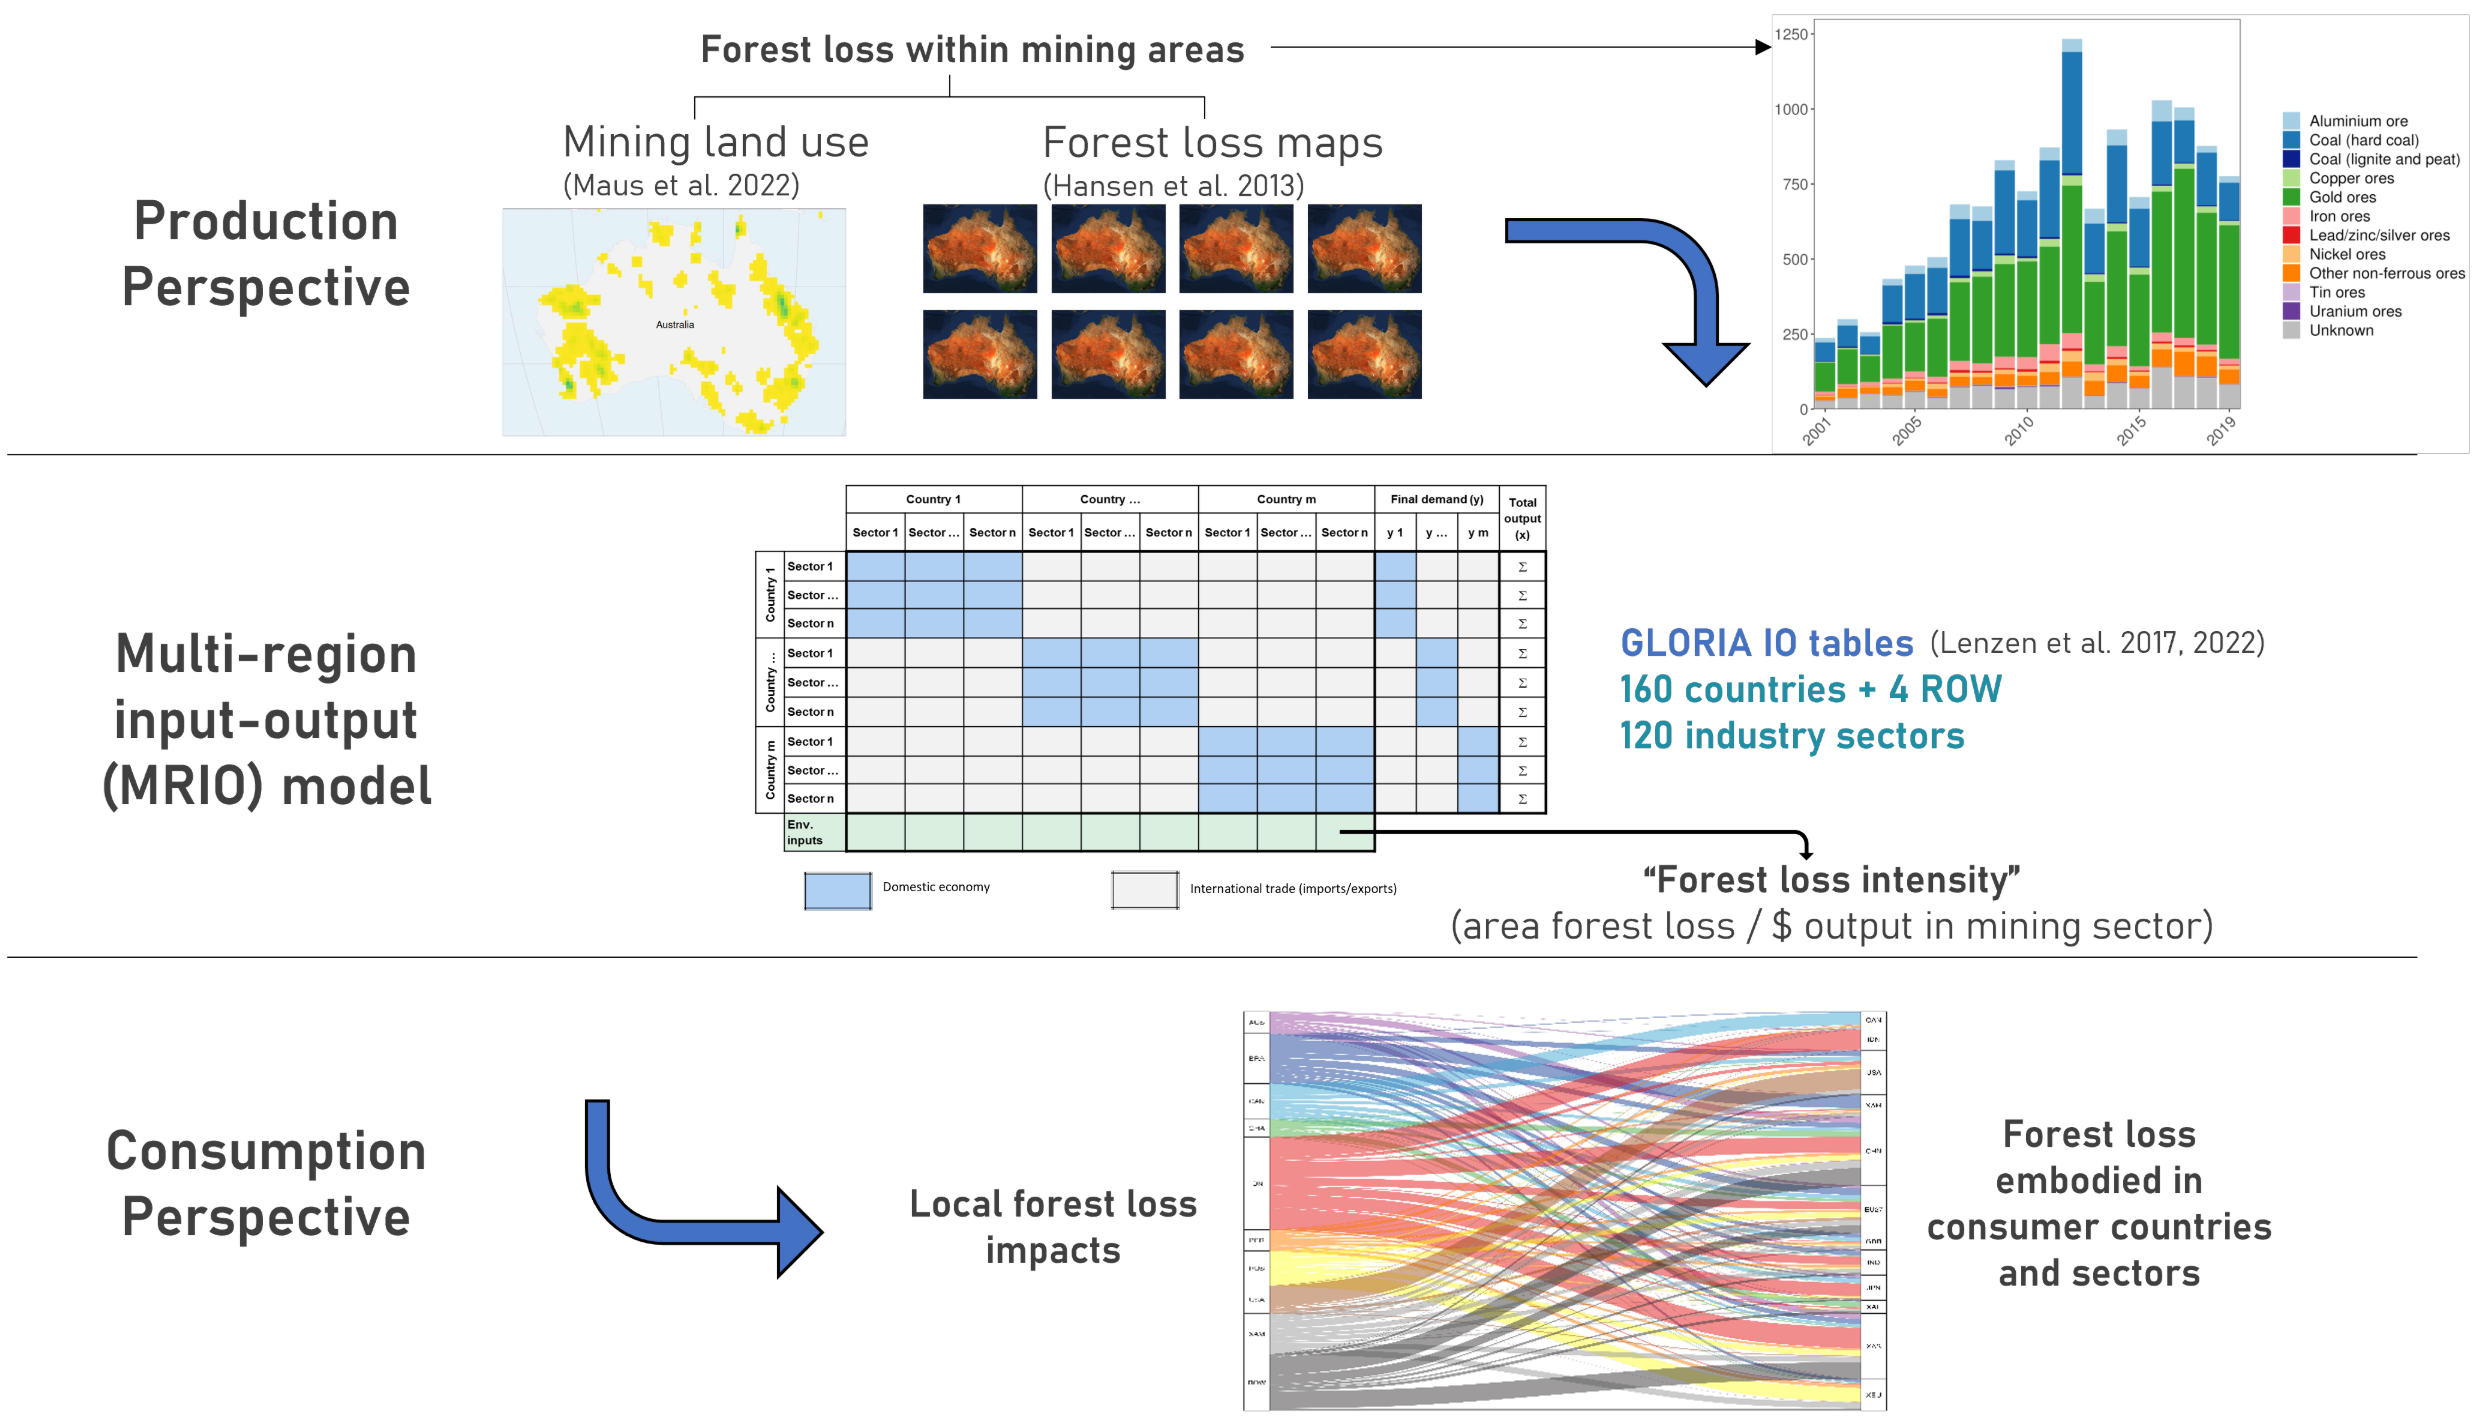 Forest loss within mining areas
Mining land use
(Maus et al. 2022)
Forest loss maps
(Hansen et al. 2013)
Production
Perspective
Australia
1250
1000
750
500
250
0
2001
2005
2010
2015
2019
Aluminium ore
Coal (hard coal)
Coal (lignite and peat)
Copper ores
Gold ores
Iron ores
Lead/zinc/silver ores
Nickel ores
Other non-ferrous ores
Tin ores
Uranium ores
Unknown
Multi-region
input-output
(MRIO) model
Country 1 Country ... Country m Final demand (y) Total output (x)
Sector 1 Sector ... Sector n Sector 1 Sector ... Sector n Sector 1 Sector ... Sector n y 1 y ... y m
Country 1
Sector 1 Σ
Sector ... Σ
Sector n Σ
Country ...
Sector 1 Σ
Sector ... Σ
Sector n Σ
Country m
Sector 1 Σ
Sector ... Σ
Sector n Σ
Env.
inputs
Domestic economy
International trade (imports/exports)
GLORIA IO tables (Lenzen et al. 2017, 2022)
160 countries + 4 ROW
120 industry sectors
“Forest loss intensity”
(area forest loss / $ output in mining sector)
Consumption
Perspective
Local forest loss
impacts
AUS
BRA
CAN
PER
RUS
USA
XAM
ROW
CAN
IDN
USA
XAM
CHN
EU27
GBR
IND
JPN
XAF
XAS
XEU
Forest loss
embodied in
consumer countries
and sectors